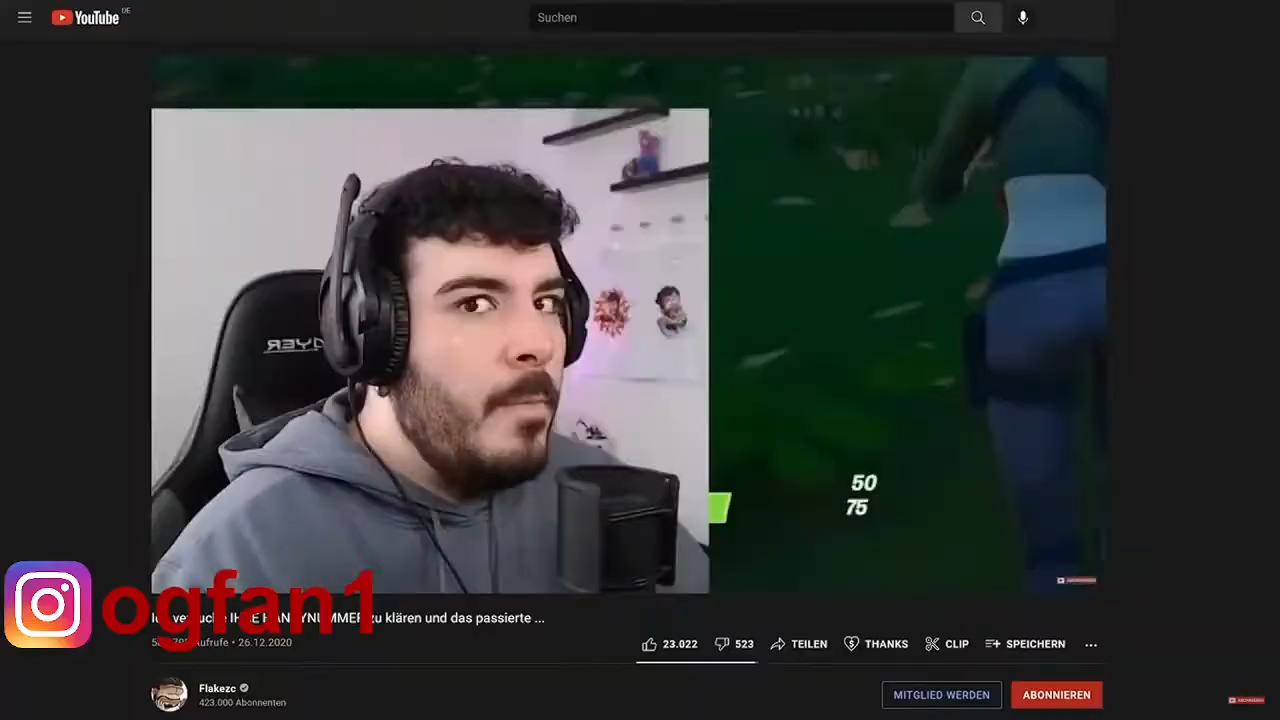 YouTube DE
Suchen
AYER
50
75
ogfan1
zu klären und das passierte ...
Aufrufe • 26.12.2020
23.022
523
TEILEN
THANKS
CLIP
SPEICHERN
Flakezc
423.000 Abonnenten
MITGLIED WERDEN
ABONNIEREN